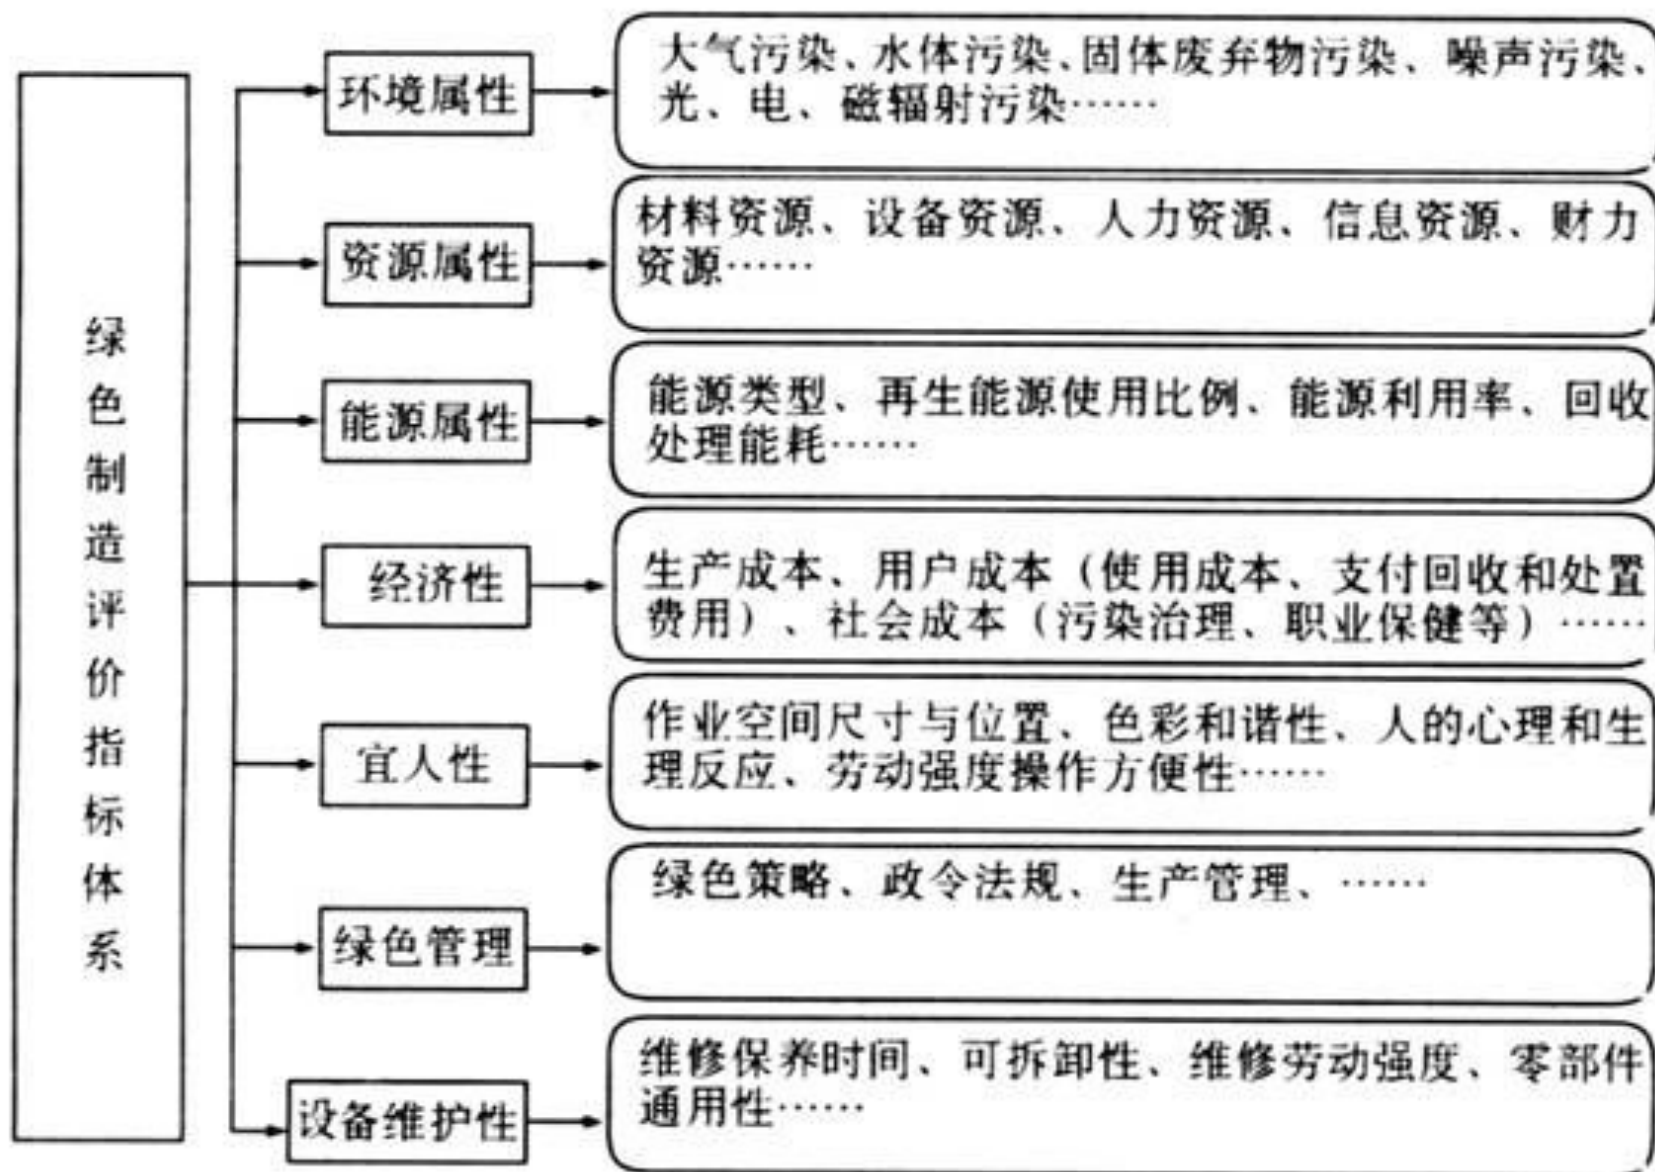 绿色制造评价指标体系
环境属性
大气污染、水体污染、固体废弃物污染、噪声污染、
光、电、磁辐射污染……
资源属性
材料资源、设备资源、人力资源、信息资源、财力
资源……
能源属性
能源类型、再生能源使用比例、能源利用率、回收
处理能耗……
经济性
生产成本、用户成本（使用成本、支付回收和处置
费用）、社会成本（污染治理、职业保健等）……
宜人性
作业空间尺寸与位置、色彩和谐性、人的心理和生
理反应、劳动强度操作方便性……
绿色管理
绿色策略、政令法规、生产管理、……
设备维护性
维修保养时间、可拆卸性、维修劳动强度、零部件
通用性……